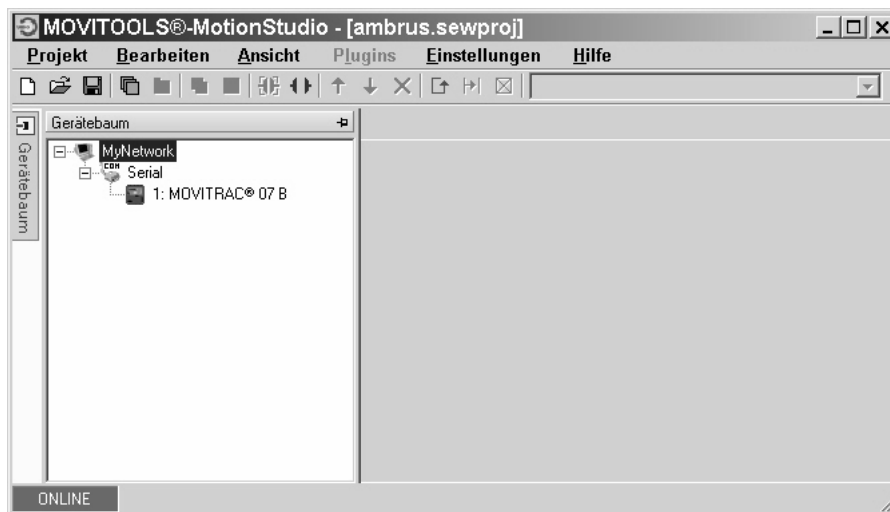 MOVITOOLS®-MotionStudio - [ambrus.sewproj]
Projekt Bearbeiten Ansicht Plugins Einstellungen Hilfe
Gerätebaum
Gerätebaum
MyNetwork
COM
Serial
1: MOVITRAC® 07 B
ONLINE